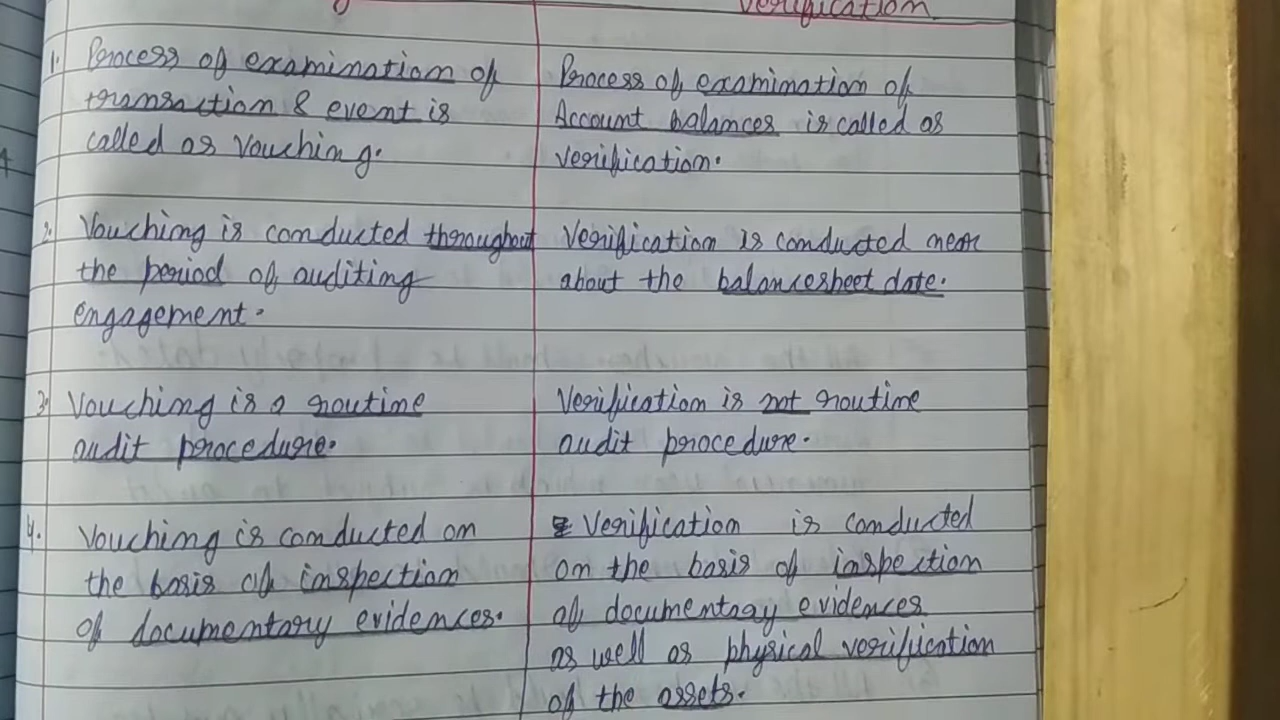 Verification
1. Process of examination of
transaction & event is
called as Vouching.
Process of examination of
Account balances is called as
verification.
2. Vouching is conducted throughout
the period of auditing
engagement.
Verification is conducted near
about the balancesheet date.
3. Vouching is a routine
audit procedure.
Verification is not routine
audit procedure.
4. Vouching is conducted on
the basis of inspection
of documentary evidences.
Verification is conducted
on the basis of inspection
of documentary evidences
as well as physical verification
of the assets.